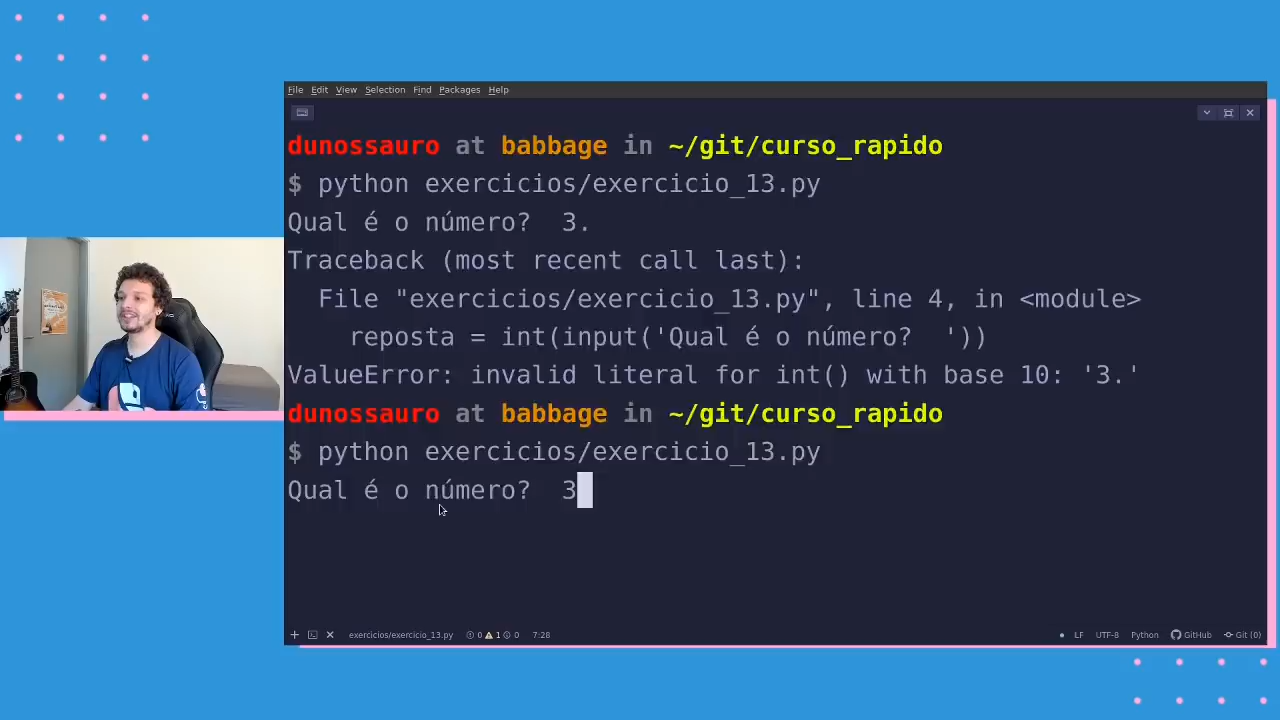 File Edit View Selection Find Packages Help
dunossauro at babbage in ~/git/curso_rapido
$ python exercicios/exercicio_13.py
Qual é o número?  3.
Traceback (most recent call last):
  File "exercicios/exercicio_13.py", line 4, in <module>
    reposta = int(input('Qual é o número?  '))
ValueError: invalid literal for int() with base 10: '3.'
dunossauro at babbage in ~/git/curso_rapido
$ python exercicios/exercicio_13.py
Qual é o número?  3
exercicios/exercicio_13.py 0 1 0 7:28 LF UTF-8 Python GitHub Git (0)